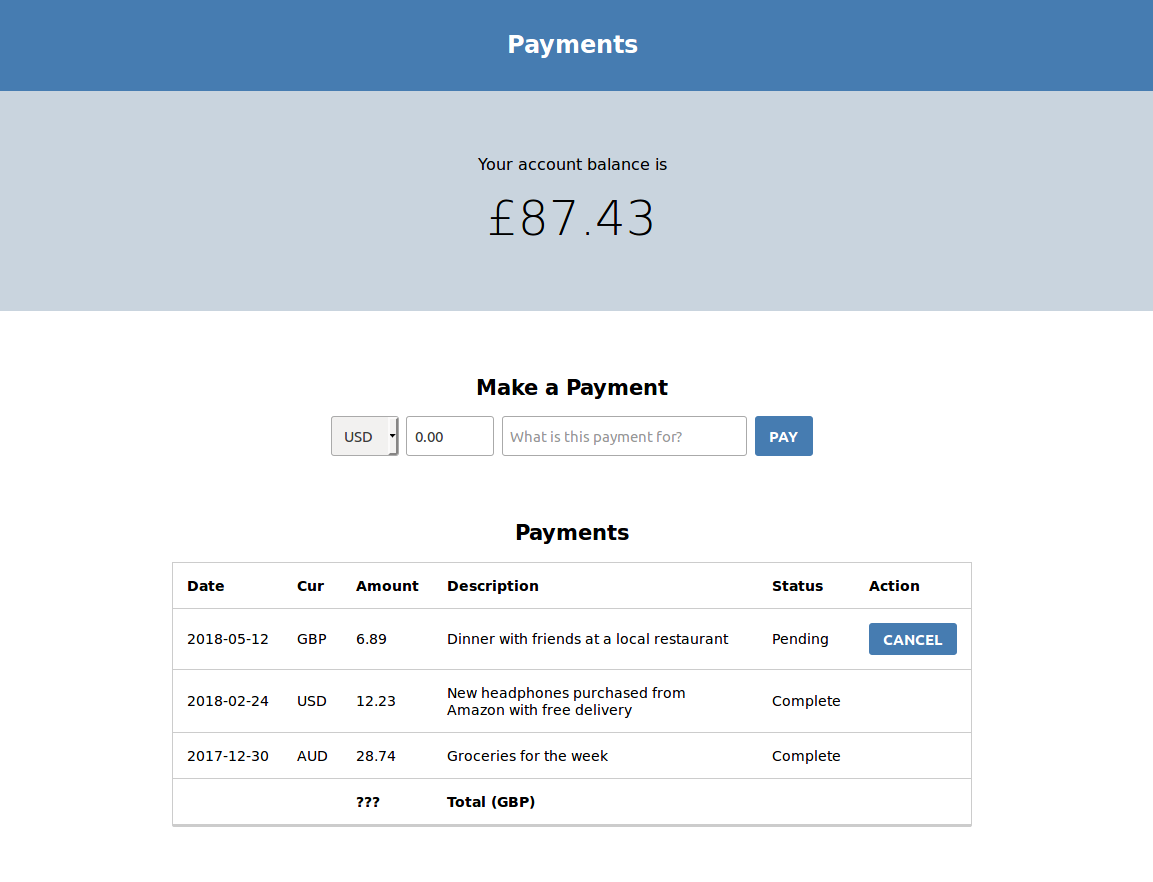 Payments
Your account balance is
£87.43
Make a Payment
USD 0.00 What is this payment for? PAY
Payments
Date Cur Amount Description Status Action
2018-05-12 GBP 6.89 Dinner with friends at a local restaurant Pending CANCEL
2018-02-24 USD 12.23 New headphones purchased from Complete
Amazon with free delivery
2017-12-30 AUD 28.74 Groceries for the week Complete
??? Total (GBP)